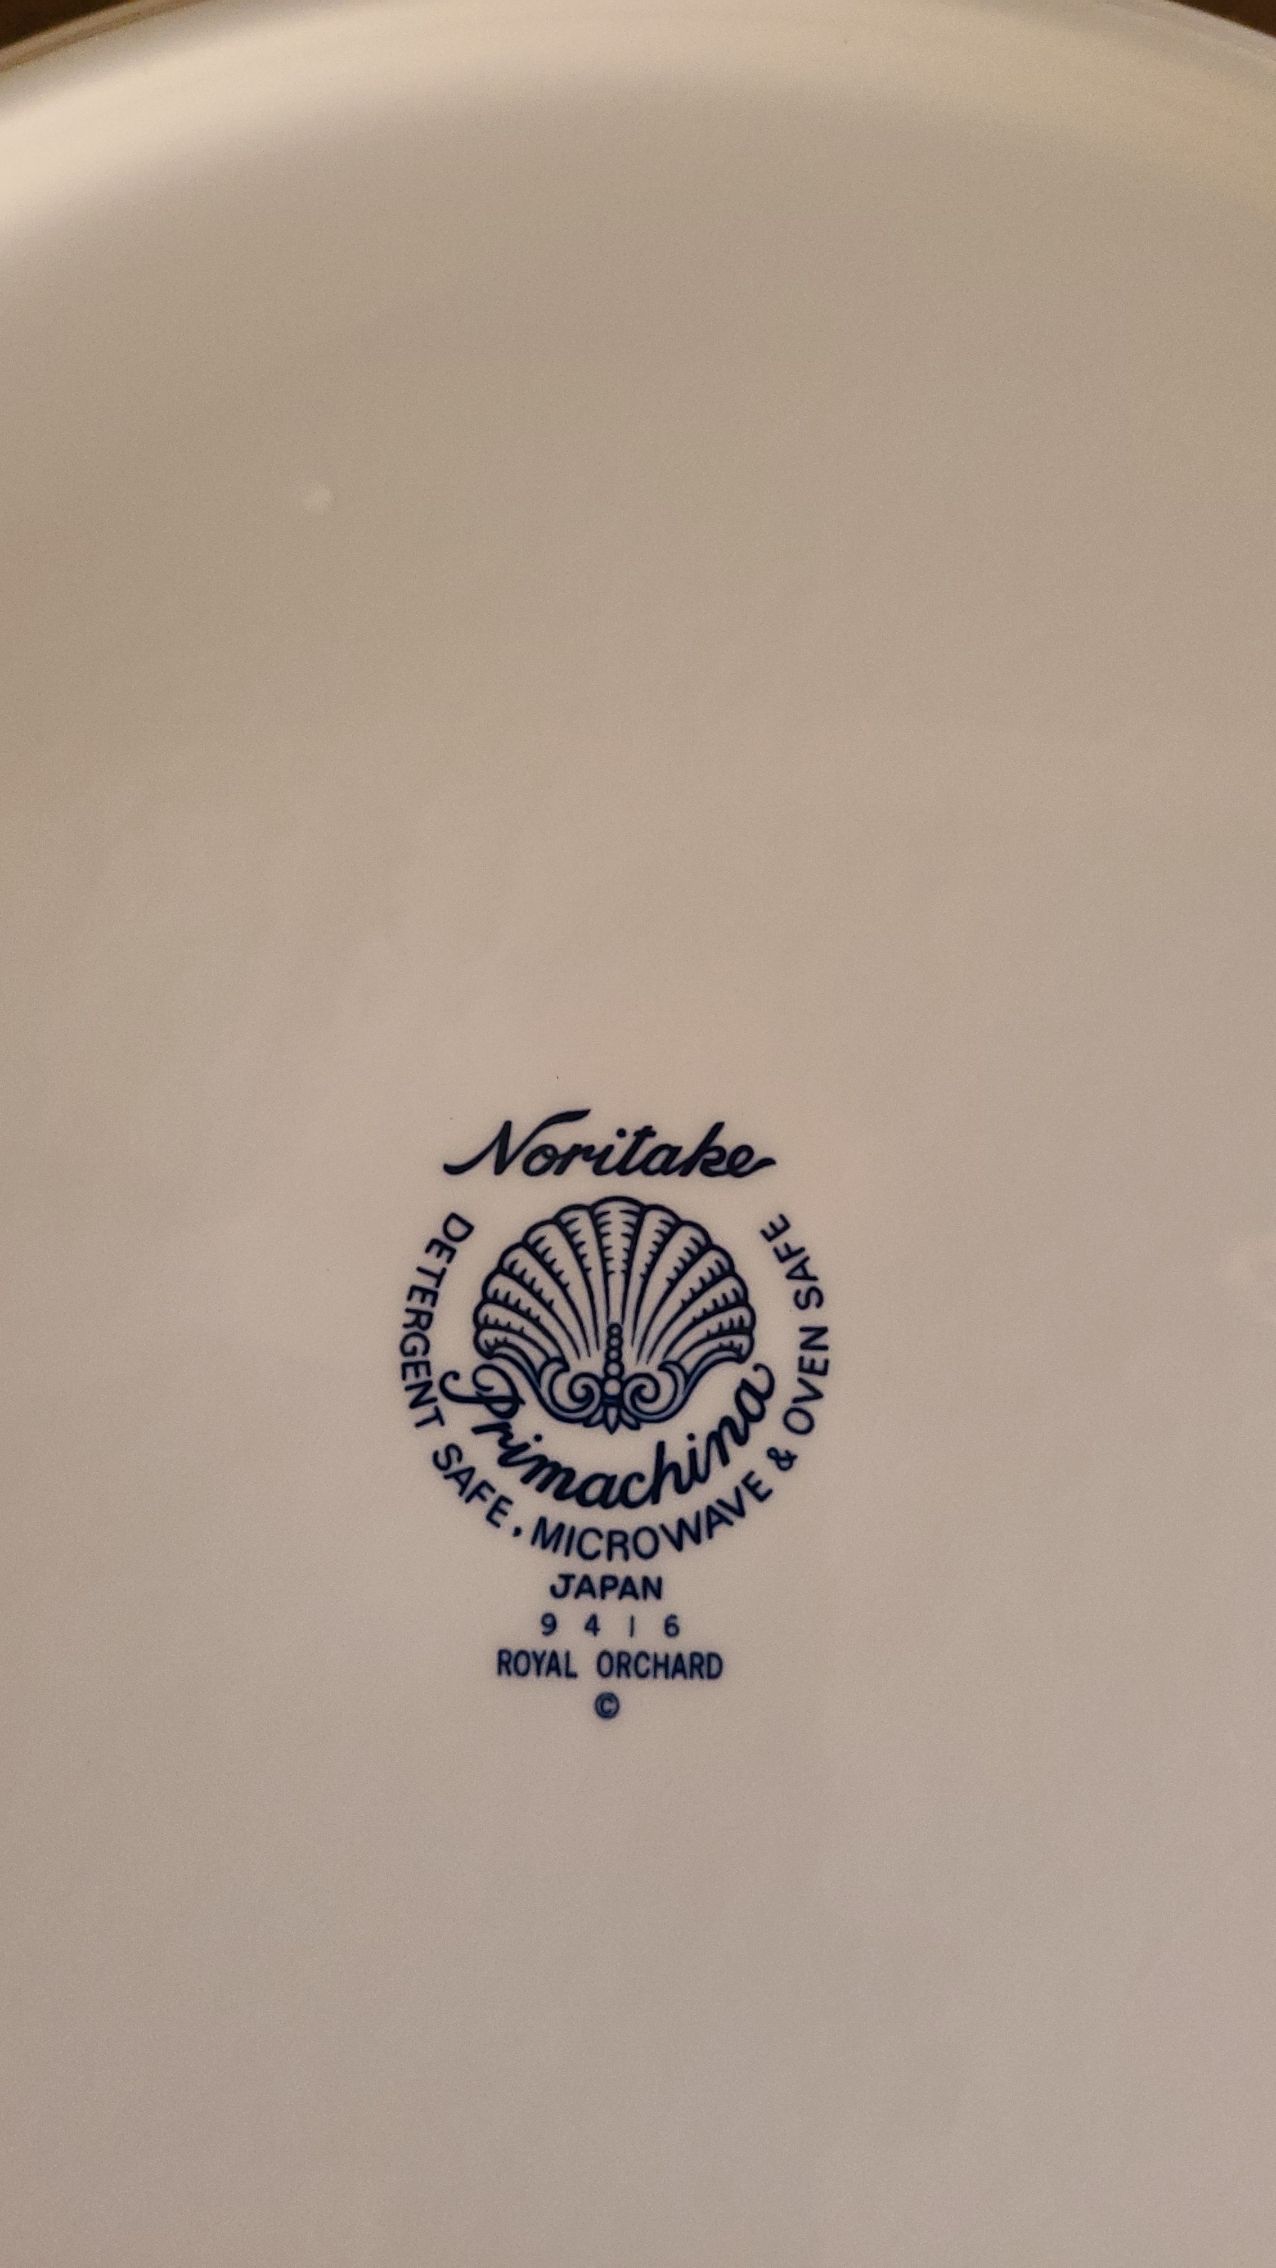 Noritake
DETERGENT SAFE, MICROWAVE & OVEN SAFE
Primachina
JAPAN
9416
ROYAL ORCHARD
©